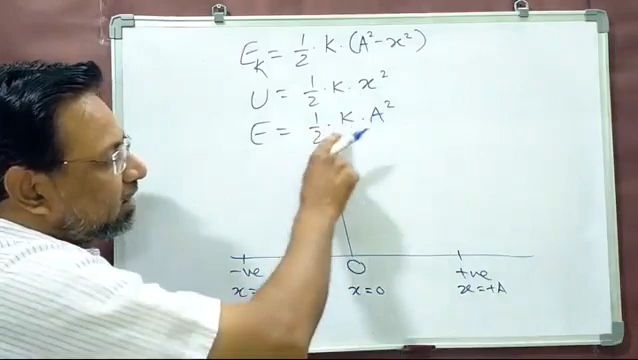 E_K = 1/2 · K · (A² - x²)
U = 1/2 · K · x²
E = 1/2 · K · A²
-ve O +ve
x= x=0 x=+A